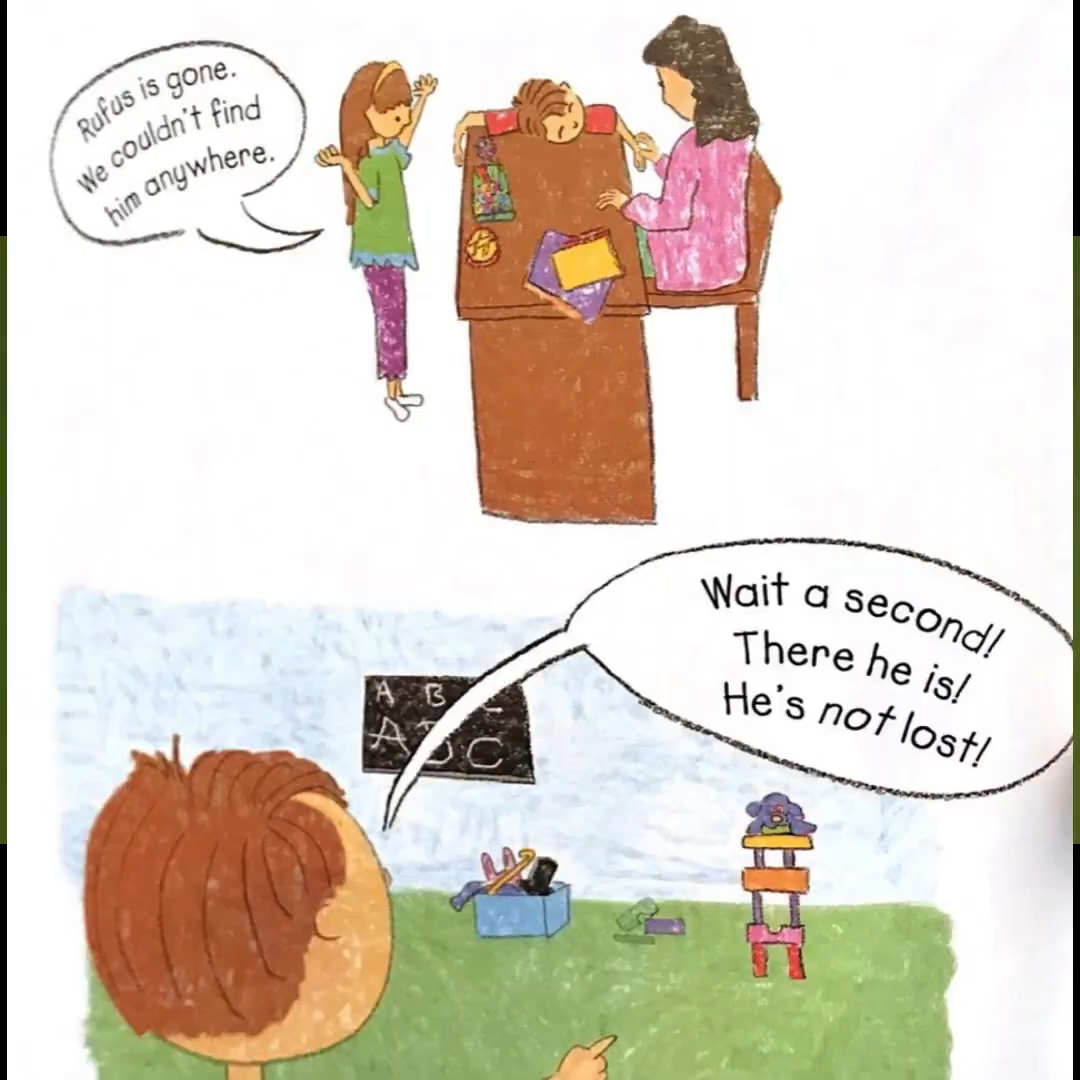 Rufus is gone.
We couldn't find
him anywhere.
Wait a second!
There he is!
He's not lost!
A B
A B C